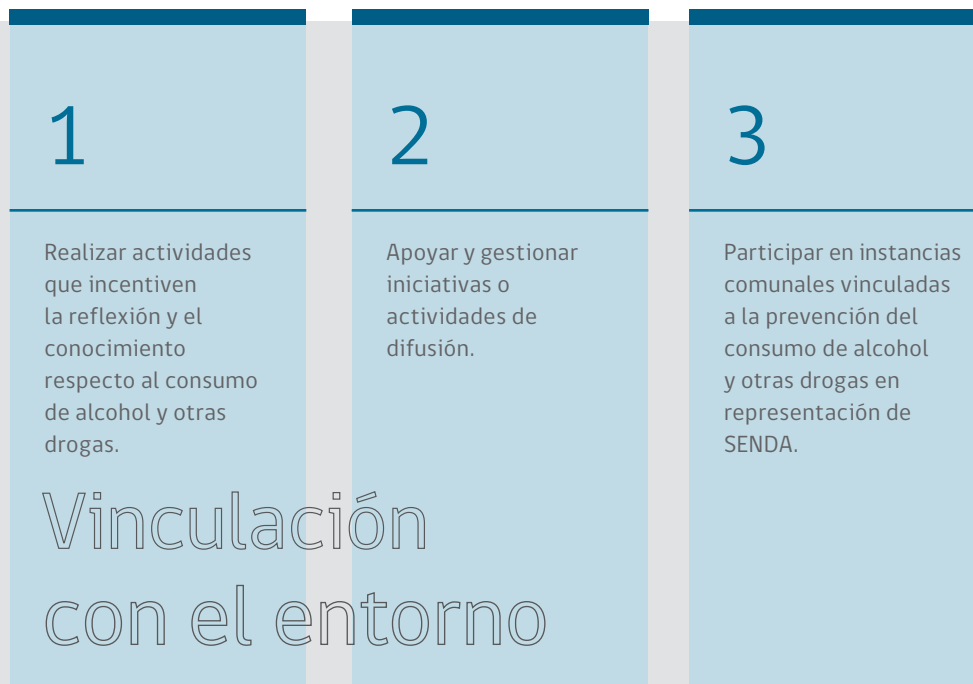 1
Realizar actividades
que incentiven
la reflexión y el
conocimiento
respecto al consumo
de alcohol y otras
drogas.
2
Apoyar y gestionar
iniciativas o
actividades de
difusión.
3
Participar en instancias
comunales vinculadas
a la prevención del
consumo de alcohol
y otras drogas en
representación de
SENDA.
Vinculación
con el entorno